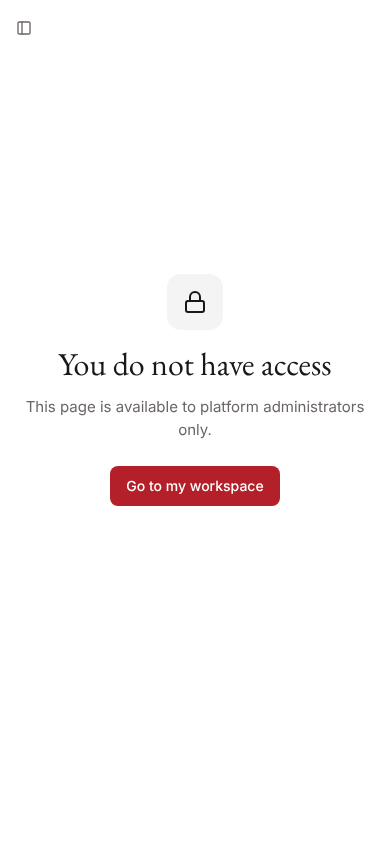 You do not have access
This page is available to platform administrators
only.
Go to my workspace